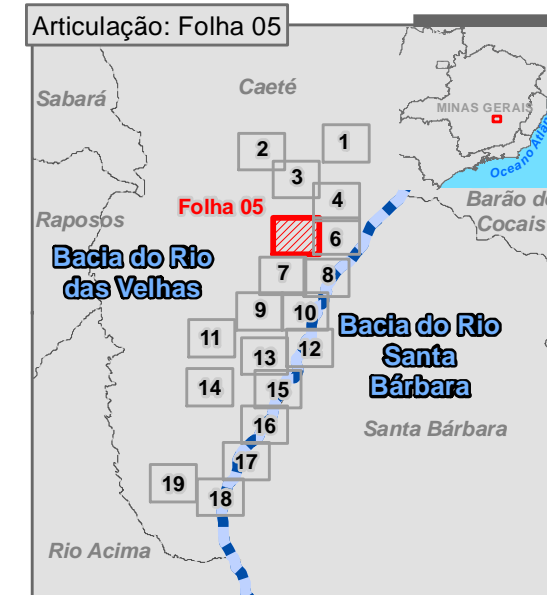 Articulação: Folha 05
Sabará
Caeté
MINAS GERAIS
Oceano Atlân
1
2
3
4
Barão de
Cocais
Raposos
Folha 05
6
Bacia do Rio
das Velhas
7
8
9
10
Bacia do Rio
Santa
Bárbara
11
12
13
14
15
16
Santa Bárbara
17
19
18
Rio Acima